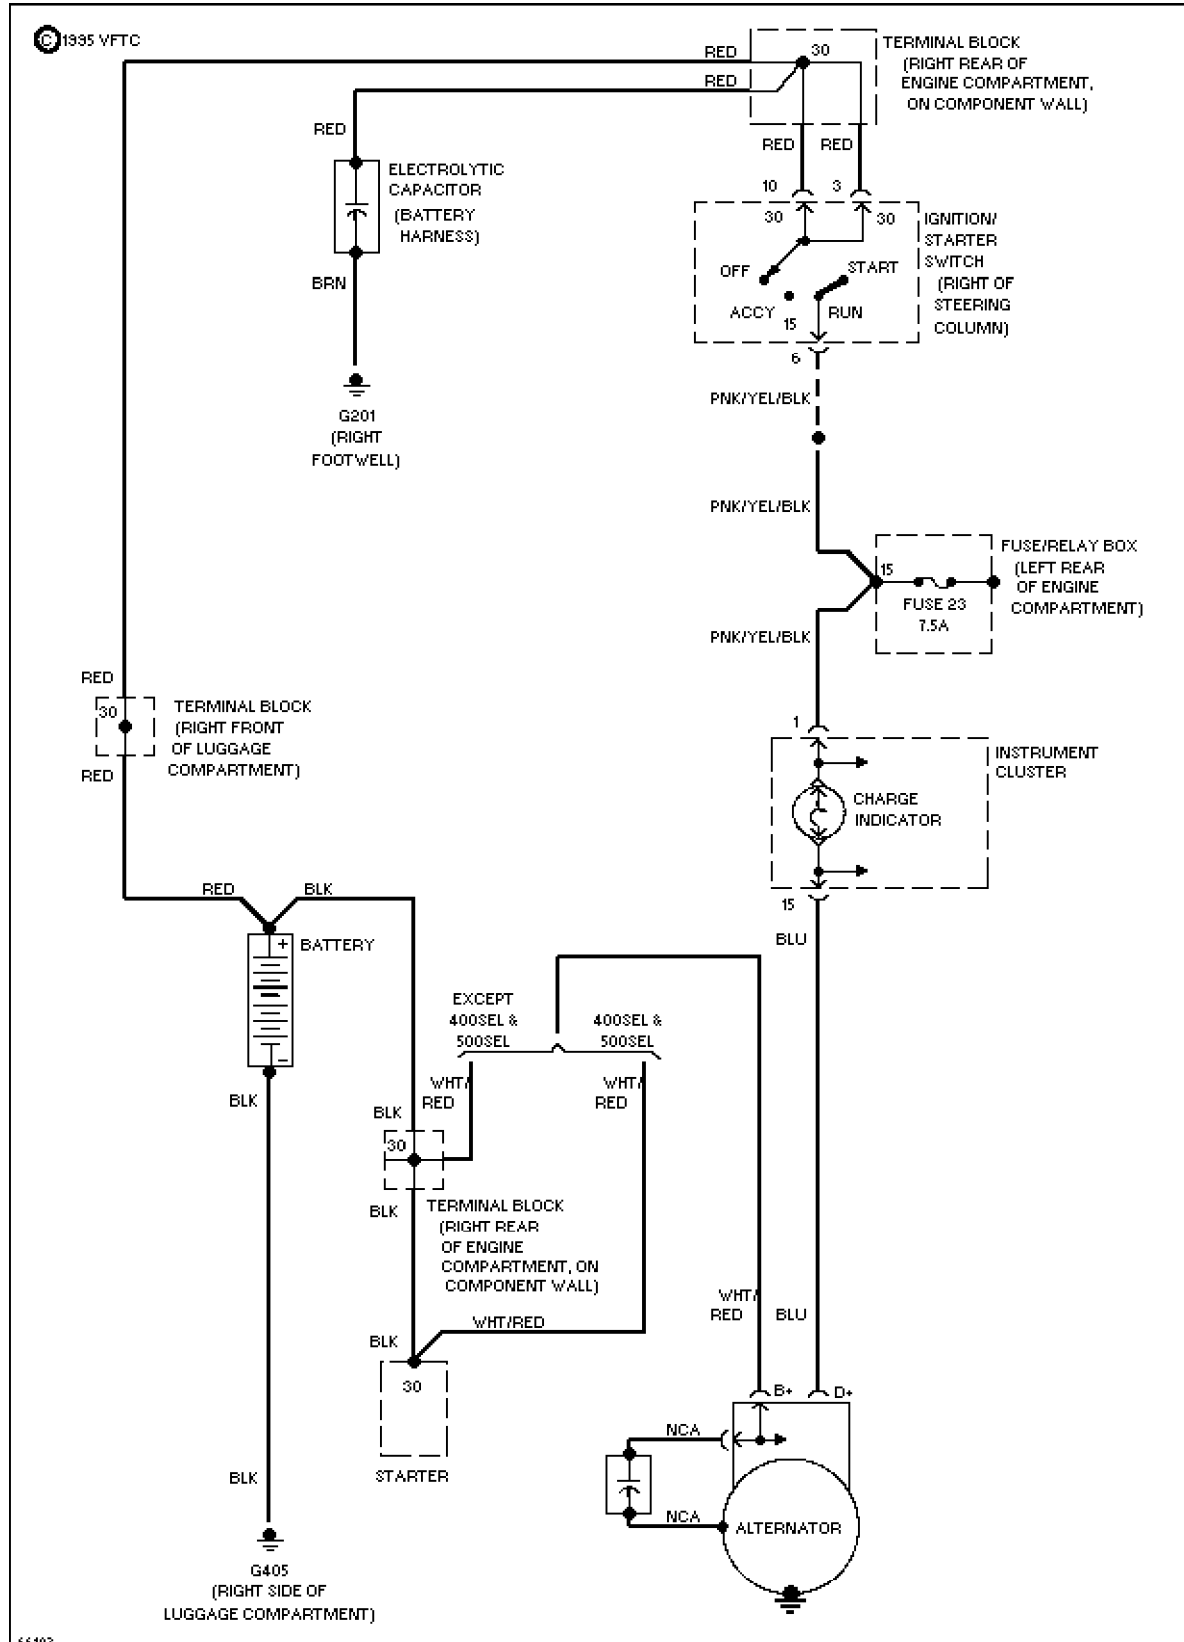 © 1995 VFTC
RED
30
TERMINAL BLOCK
(RIGHT REAR OF
ENGINE COMPARTMENT,
ON COMPONENT WALL)
RED
RED
RED
RED
ELECTROLYTIC
CAPACITOR
(BATTERY
HARNESS)
BRN
G201
(RIGHT
FOOTWELL)
10
3
30
30
IGNITION/
STARTER
SWITCH
(RIGHT OF
STEERING
COLUMN)
OFF
START
ACCY
15
RUN
6
PNK/YEL/BLK
PNK/YEL/BLK
15
FUSE/RELAY BOX
(LEFT REAR
OF ENGINE
COMPARTMENT)
FUSE 23
7.5A
PNK/YEL/BLK
RED
30
TERMINAL BLOCK
(RIGHT FRONT
OF LUGGAGE
COMPARTMENT)
RED
1
INSTRUMENT
CLUSTER
CHARGE
INDICATOR
15
BLU
RED
BLK
+
BATTERY
-
EXCEPT
400SEL &
500SEL
400SEL &
500SEL
WHT/
RED
WHT/
RED
BLK
BLK
30
BLK
TERMINAL BLOCK
(RIGHT REAR
OF ENGINE
COMPARTMENT, ON
COMPONENT WALL)
WHT/RED
BLK
30
STARTER
WHT/
RED
BLU
B+
D+
NCA
NCA
ALTERNATOR
BLK
G405
(RIGHT SIDE OF
LUGGAGE COMPARTMENT)